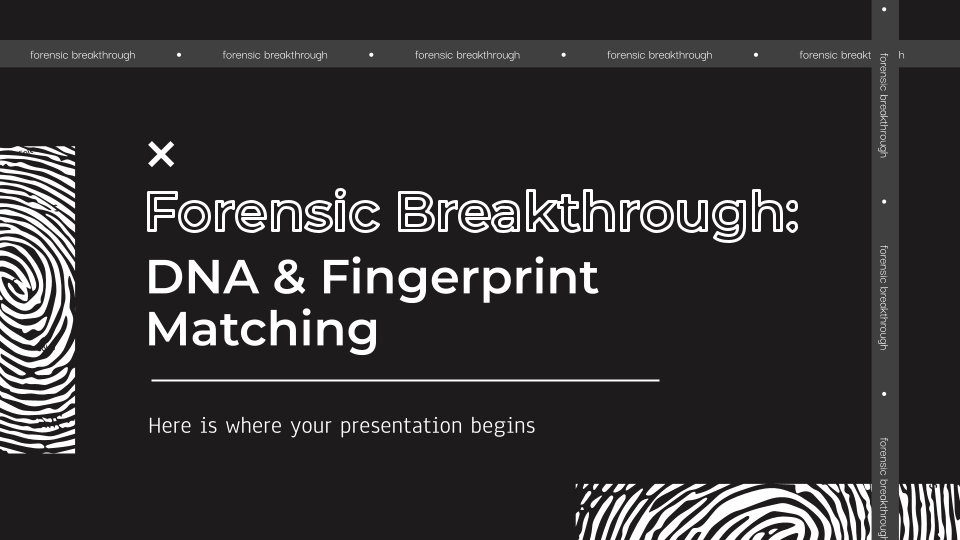 forensic breakthrough • forensic breakthrough • forensic breakthrough • forensic breakthrough • forensic breakt h
Forensic Breakthrough:
DNA & Fingerprint
Matching
Here is where your presentation begins
• forensic breakthrough • forensic breakthrough • forensic breakthrough